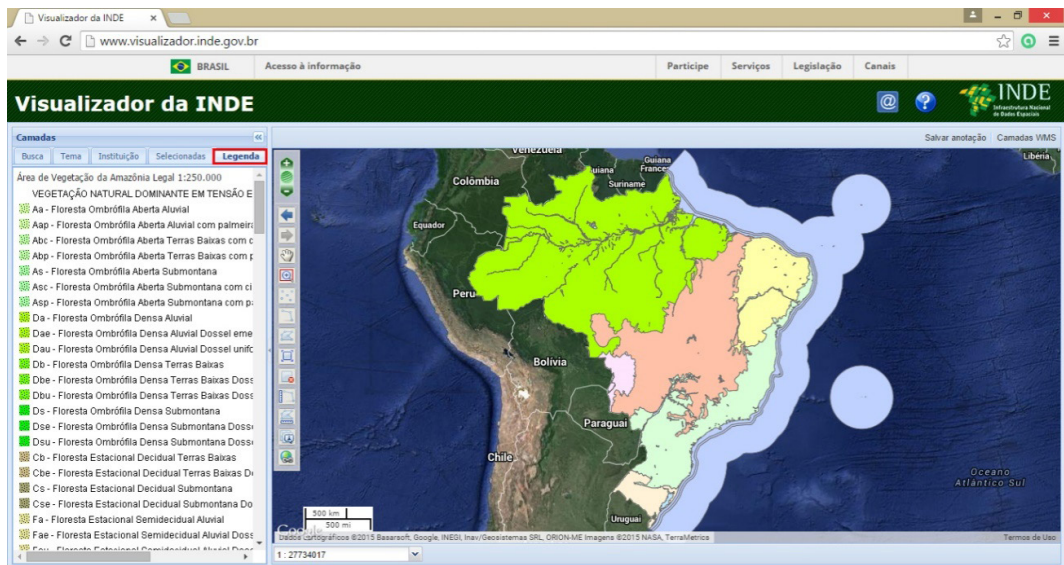 Visualizador da INDE
www.visualizador.inde.gov.br
BRASIL Acesso à informação Participe Serviços Legislação Canais
Visualizador da INDE
@ ? INDE
Infraestrutura Nacional
de Dados Espaciais
Camadas
Salvar anotação Camadas WMS
Busca Tema Instituição Selecionadas Legenda
Área de Vegetação da Amazônia Legal 1:250.000
VEGETAÇÃO NATURAL DOMINANTE EM TENSÃO E
Aa - Floresta Ombrófila Aberta Aluvial
Aap - Floresta Ombrófila Aberta Aluvial com palmeira
Abc - Floresta Ombrófila Aberta Terras Baixas com c
Abp - Floresta Ombrófila Aberta Terras Baixas com p
As - Floresta Ombrófila Aberta Submontana
Asc - Floresta Ombrófila Aberta Submontana com ci
Asp - Floresta Ombrófila Aberta Submontana com pa
Da - Floresta Ombrófila Densa Aluvial
Dae - Floresta Ombrófila Densa Aluvial Dossel eme
Dau - Floresta Ombrófila Densa Aluvial Dossel unifo
Db - Floresta Ombrófila Densa Terras Baixas
Dbe - Floresta Ombrófila Densa Terras Baixas Doss
Dbu - Floresta Ombrófila Densa Terras Baixas Doss
Ds - Floresta Ombrófila Densa Submontana
Dse - Floresta Ombrófila Densa Submontana Dosse
Dsu - Floresta Ombrófila Densa Submontana Dosse
Cb - Floresta Estacional Decidual Terras Baixas
Cbe - Floresta Estacional Decidual Terras Baixas D
Cs - Floresta Estacional Decidual Submontana
Cse - Floresta Estacional Decidual Submontana Do
Fa - Floresta Estacional Semidecidual Aluvial
Fae - Floresta Estacional Semidecidual Aluvial Doss
Venezuela
Guiana
Colômbia
uiana France
Suriname
Libéria
Equador
Peru
Bolívia
Paraguai
Chile
Uruguai
Oceano
Atlântico Sul
500 km
500 mi
Google
Dados cartográficos ©2015 Basarsoft, Google, INEGI, Inav/Geosistemas SRL, ORION-ME Imagens ©2015 NASA, TerraMetrics
Termos de Uso
1 : 27734017